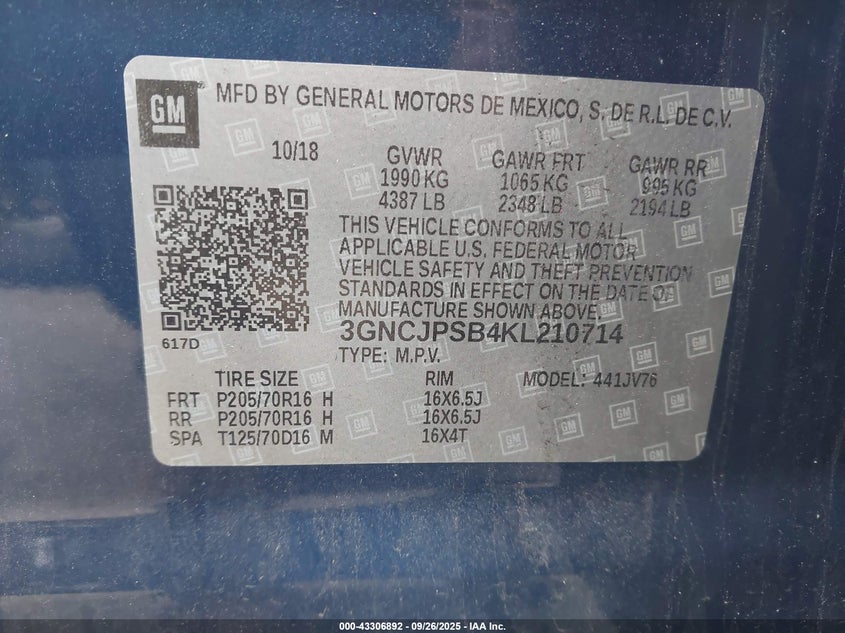 GM
MFD BY GENERAL MOTORS DE MEXICO, S. DE R.L. DE C.V.
10/18 GVWR GAWR FRT GAWR RR
1990 KG 1065 KG 995 KG
4387 LB 2348 LB 2194 LB
THIS VEHICLE CONFORMS TO ALL
APPLICABLE U.S. FEDERAL MOTOR
VEHICLE SAFETY AND THEFT PREVENTION
STANDARDS IN EFFECT ON THE DATE OF
MANUFACTURE SHOWN ABOVE.
617D
3GNCJPSB4KL210714
TYPE: M.P.V.
TIRE SIZE RIM MODEL: 441JV76
FRT P205/70R16 H 16X6.5J
RR P205/70R16 H 16X6.5J
SPA T125/70D16 M 16X4T
000-43306892 - 09/26/2025 - IAA Inc.